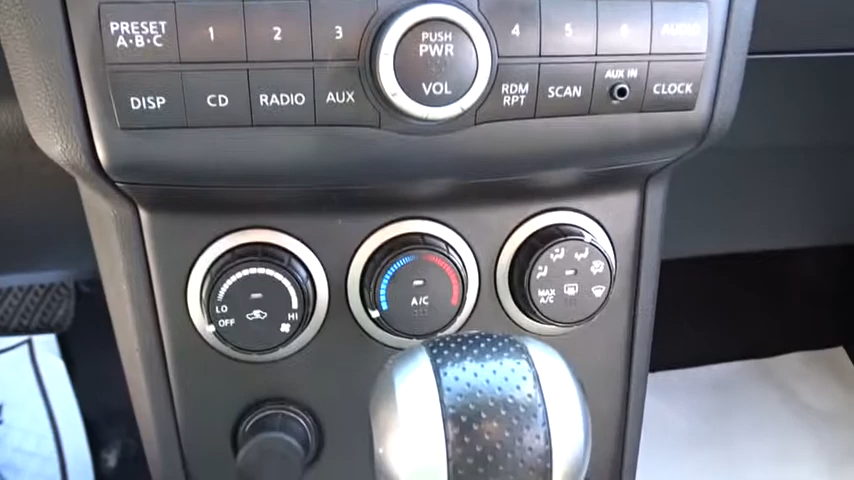 PRESET 1 2 3 PUSH 4 5 6 AUDIO
A·B·C PWR
DISP CD RADIO AUX VOL RDM SCAN AUX IN CLOCK
RPT
LO HI
OFF
A/C
MAX
A/C